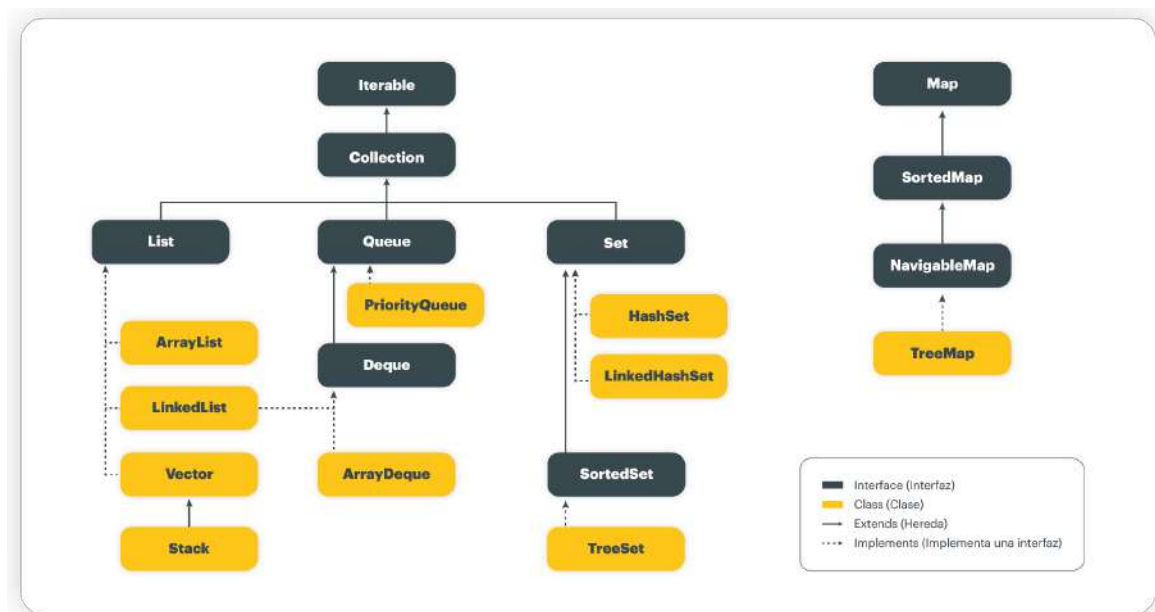 Iterable
Map
Collection
SortedMap
List
Queue
Set
NavigableMap
PriorityQueue
HashSet
ArrayList
TreeMap
Deque
LinkedHashSet
LinkedList
Vector
ArrayDeque
SortedSet
Stack
TreeSet
Interface (Interfaz)
Class (Clase)
Extends (Hereda)
Implements (Implementa una interfaz)